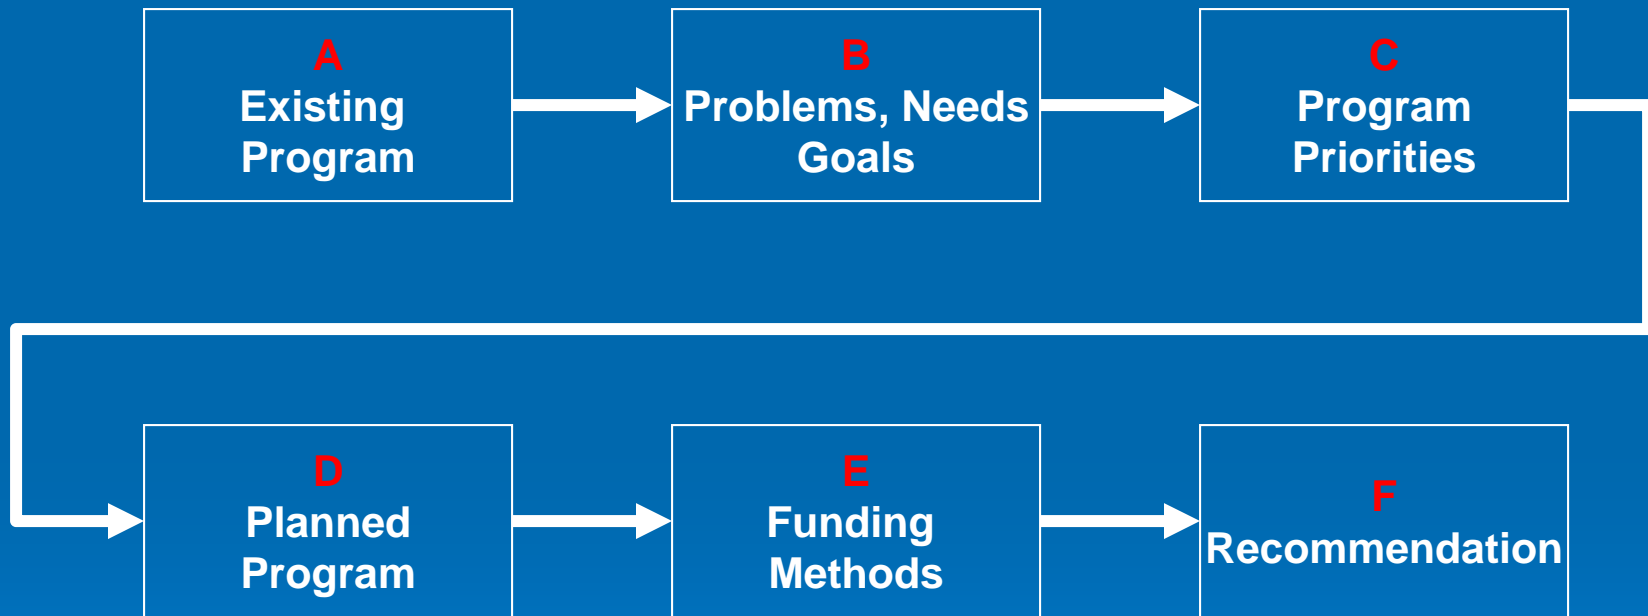 A
Existing
Program
B
Problems, Needs
Goals
C
Program
Priorities
D
Planned
Program
E
Funding
Methods
F
Recommendation